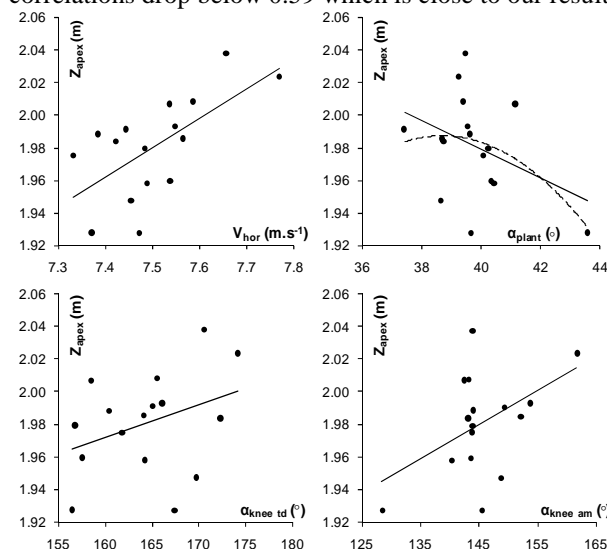 correlations drop below 0.59 which is close to our result
2.06
2.04
2.02
2.00
1.98
1.96
1.94
1.92
Zapex (m)
Vhor (m.s-1)
7.3 7.4 7.5 7.6 7.7 7.8
2.06
2.04
2.02
2.00
1.98
1.96
1.94
1.92
Zapex (m)
αplant (°)
36 38 40 42 44
2.06
2.04
2.02
2.00
1.98
1.96
1.94
1.92
Zapex (m)
αknee td (°)
155 160 165 170 175 180
2.06
2.04
2.02
2.00
1.98
1.96
1.94
1.92
Zapex (m)
αknee am (°)
125 135 145 155 165